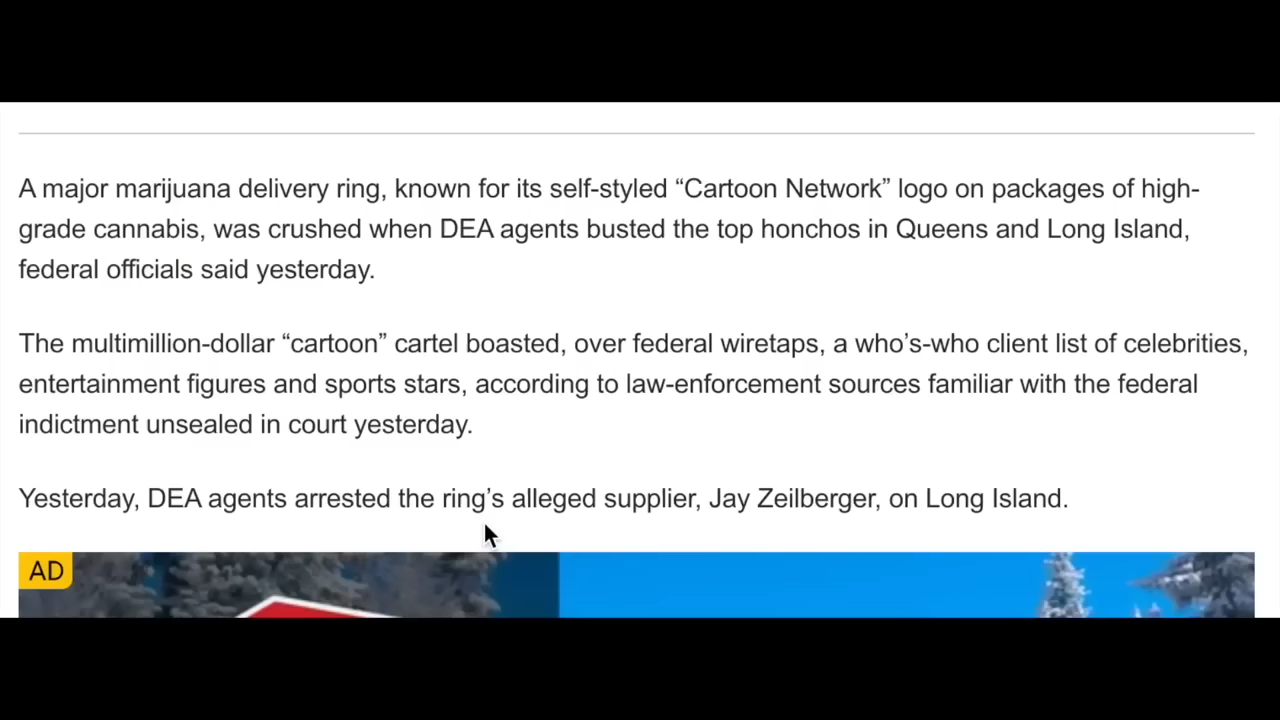 A major marijuana delivery ring, known for its self-styled “Cartoon Network” logo on packages of high-
grade cannabis, was crushed when DEA agents busted the top honchos in Queens and Long Island,
federal officials said yesterday.
The multimillion-dollar “cartoon” cartel boasted, over federal wiretaps, a who’s-who client list of celebrities,
entertainment figures and sports stars, according to law-enforcement sources familiar with the federal
indictment unsealed in court yesterday.
Yesterday, DEA agents arrested the ring’s alleged supplier, Jay Zeilberger, on Long Island.
AD